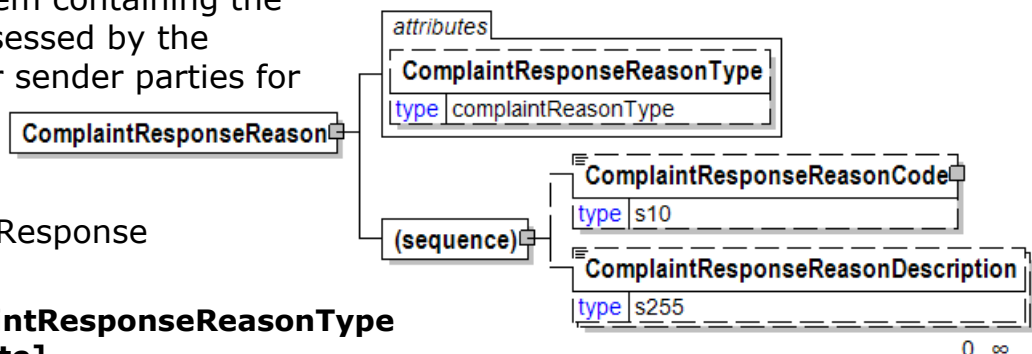 em containing the
sessed by the
r sender parties for
attributes
ComplaintResponseReasonType
type complaintReasonType
ComplaintResponseReason
ComplaintResponseReasonCode
type s10
Response
(sequence)
ComplaintResponseReasonDescription
type s255
intResponseReasonType
0 ∞